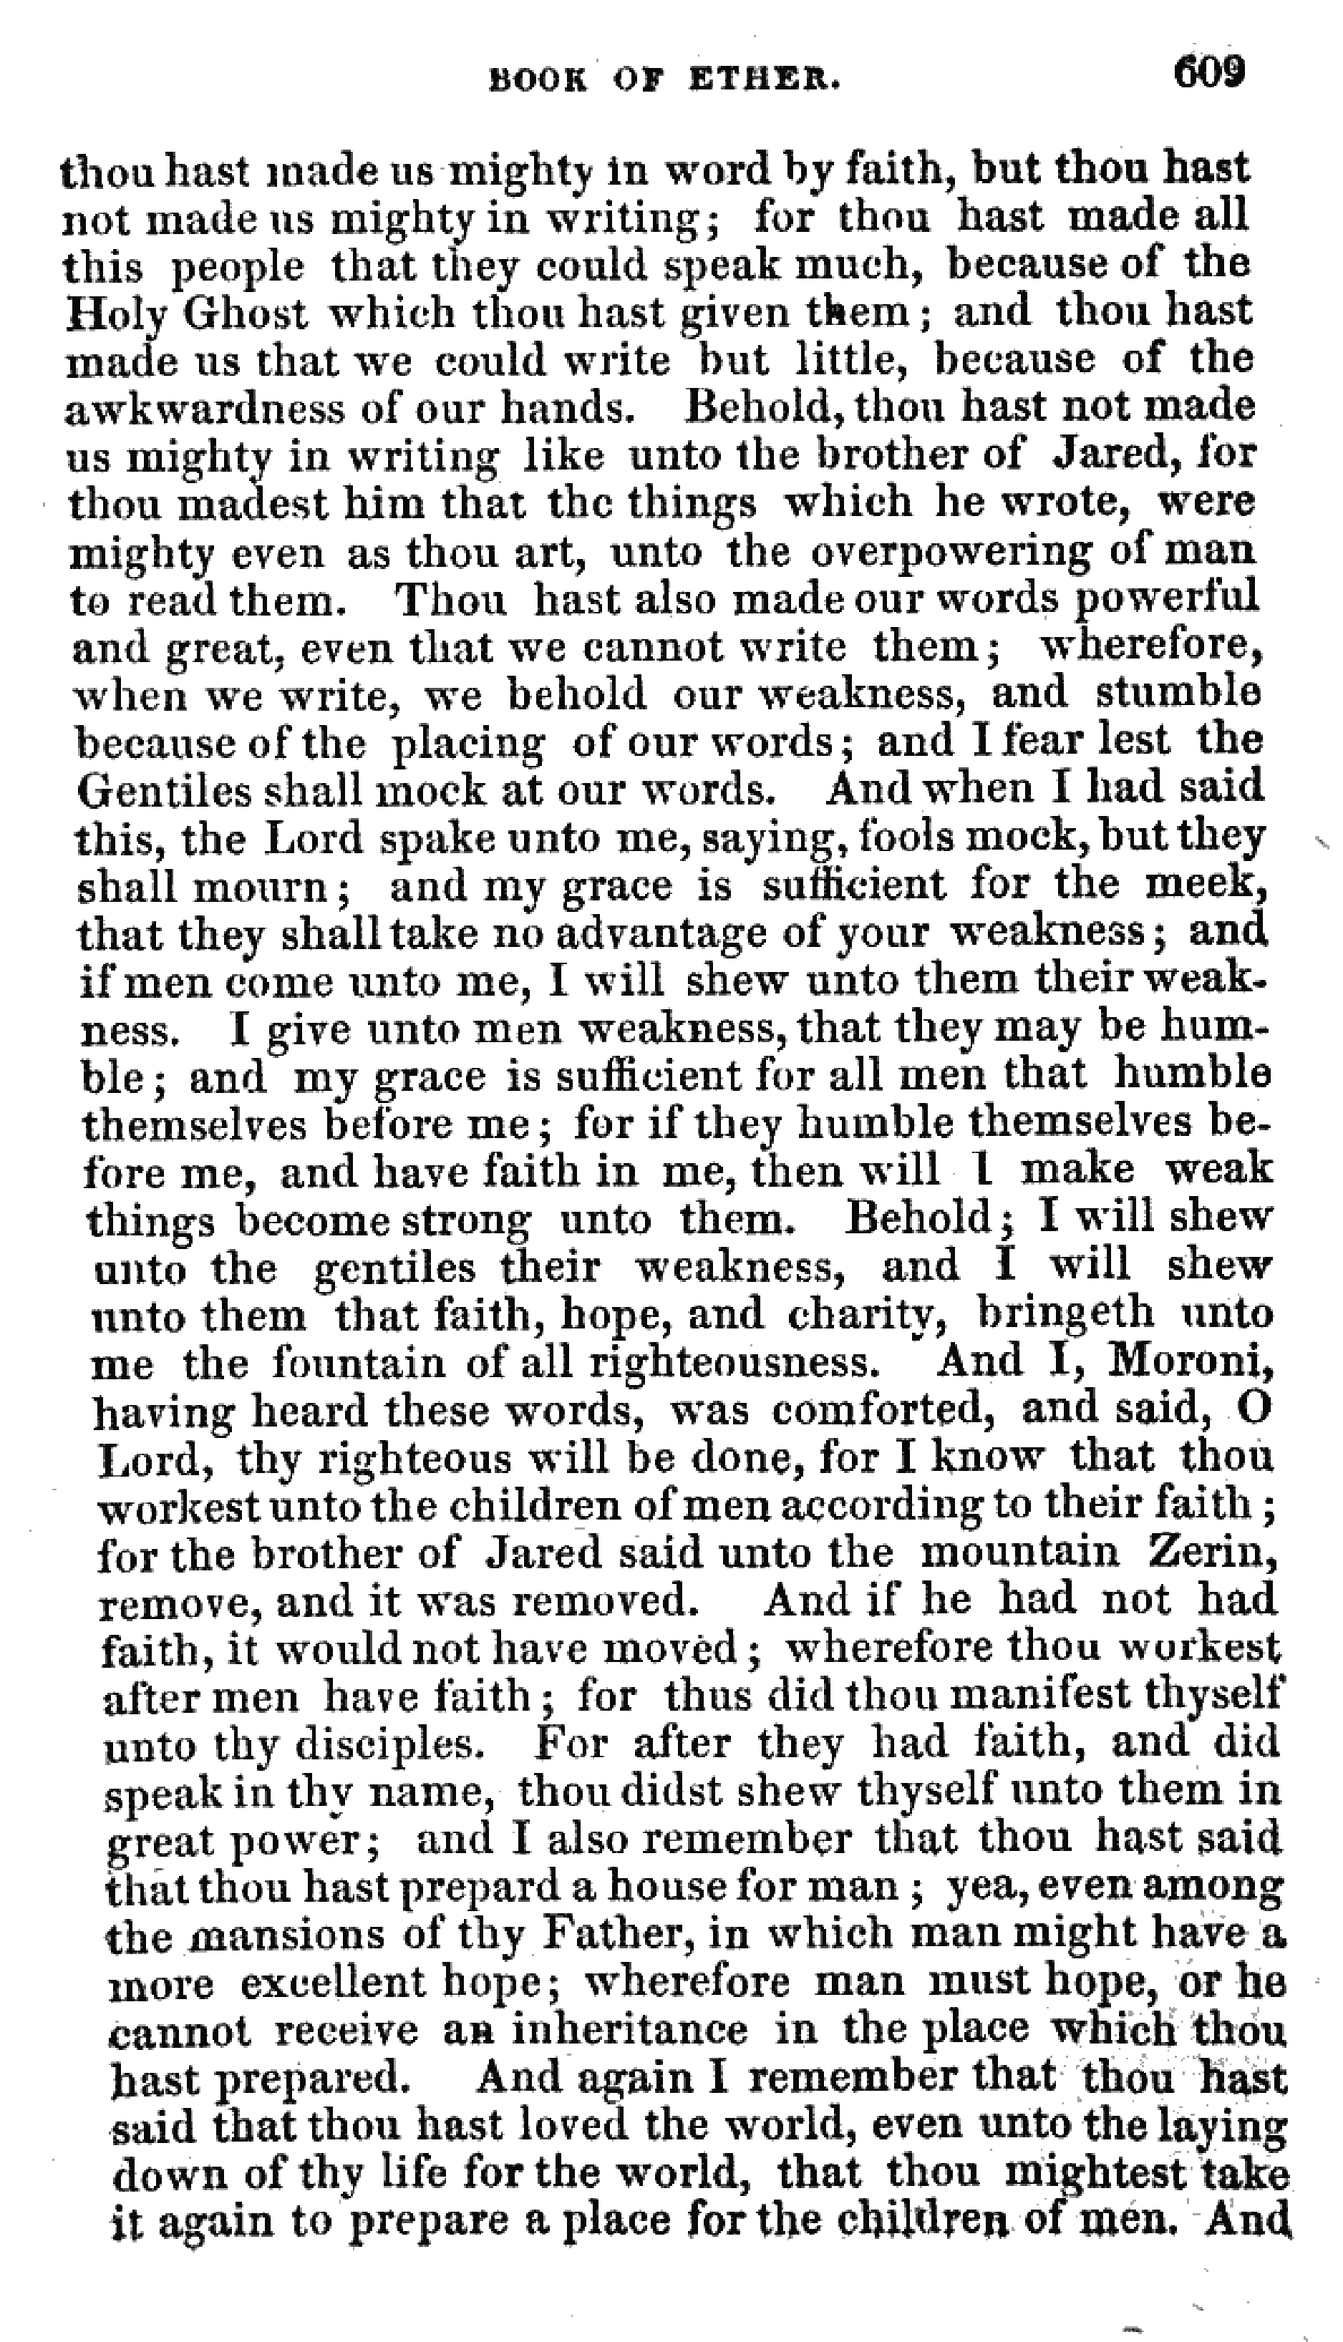 BOOK OF ETHER. 609
thou hast made us mighty in word by faith, but thou hast
not made us mighty in writing; for thou hast made all
this people that they could speak much, because of the
Holy Ghost which thou hast given them; and thou hast
made us that we could write but little, because of the
awkwardness of our hands. Behold, thou hast not made
us mighty in writing like unto the brother of Jared, for
thou madest him that the things which he wrote, were
mighty even as thou art, unto the overpowering of man
to read them. Thou hast also made our words powerful
and great, even that we cannot write them; wherefore,
when we write, we behold our weakness, and stumble
because of the placing of our words; and I fear lest the
Gentiles shall mock at our words. And when I had said
this, the Lord spake unto me, saying, fools mock, but they
shall mourn; and my grace is sufficient for the meek,
that they shall take no advantage of your weakness; and
if men come unto me, I will shew unto them their weak-
ness. I give unto men weakness, that they may be hum-
ble; and my grace is sufficient for all men that humble
themselves before me; for if they humble themselves be-
fore me, and have faith in me, then will I make weak
things become strong unto them. Behold; I will shew
unto the gentiles their weakness, and I will shew
unto them that faith, hope, and charity, bringeth unto
me the fountain of all righteousness. And I, Moroni,
having heard these words, was comforted, and said, O
Lord, thy righteous will be done, for I know that thou
workest unto the children of men according to their faith;
for the brother of Jared said unto the mountain Zerin,
remove, and it was removed. And if he had not had
faith, it would not have moved; wherefore thou workest
after men have faith; for thus did thou manifest thyself
unto thy disciples. For after they had faith, and did
speak in thy name, thou didst shew thyself unto them in
great power; and I also remember that thou hast said
that thou hast prepard a house for man; yea, even among
the mansions of thy Father, in which man might have a
more excellent hope; wherefore man must hope, or he
cannot receive an inheritance in the place which thou
hast prepared. And again I remember that thou hast
said that thou hast loved the world, even unto the laying
down of thy life for the world, that thou mightest take
it again to prepare a place for the children of men. And